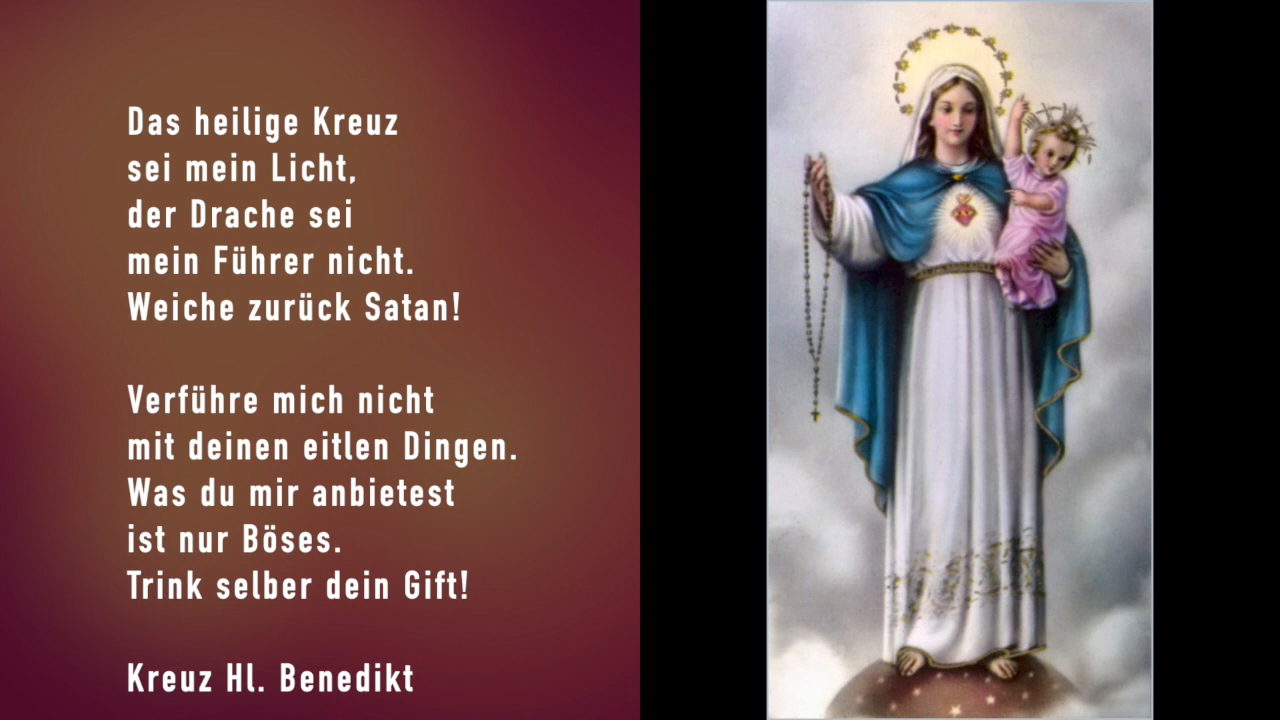 Das heilige Kreuz
sei mein Licht,
der Drache sei
mein Führer nicht.
Weiche zurück Satan!
Verführe mich nicht
mit deinen eitlen Dingen.
Was du mir anbietest
ist nur Böses.
Trink selber dein Gift!
Kreuz Hl. Benedikt